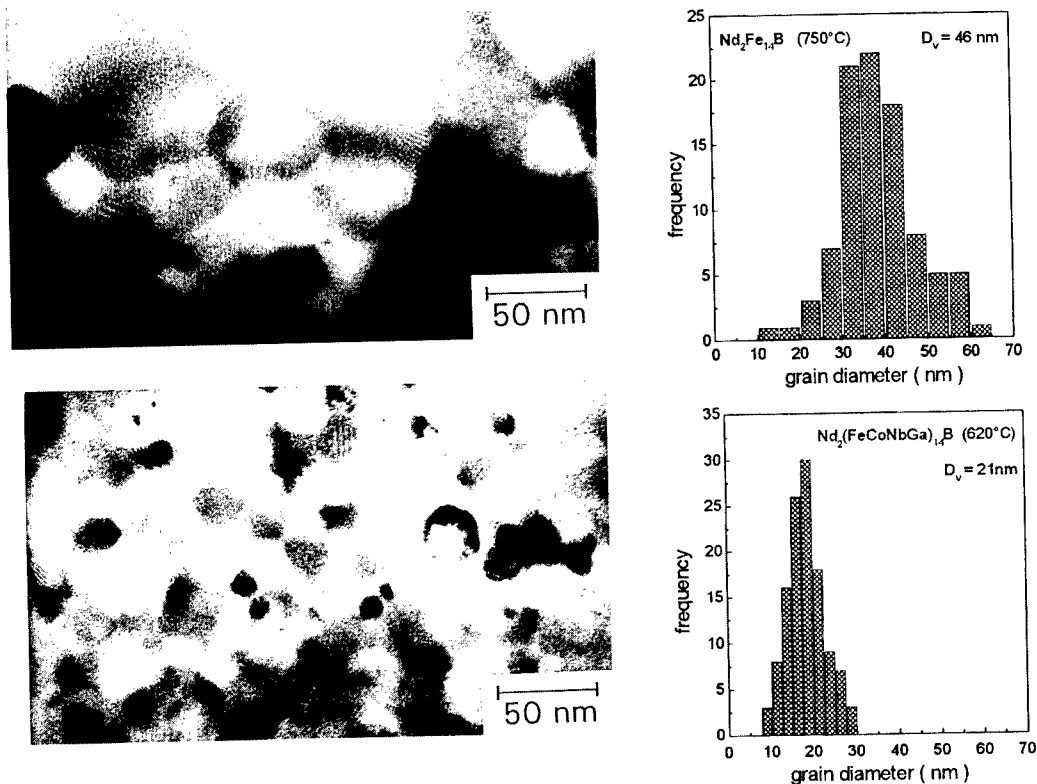 50 nm
Nd₂Fe₁₄B (750°C) Dᵥ = 46 nm
25
20
15
10
5
0
frequency
0 10 20 30 40 50 60 70
grain diameter ( nm )
50 nm
Nd₂(FeCoNbGa)₁₄B (620°C)
Dᵥ = 21nm
35
30
25
20
15
10
5
0
frequency
0 10 20 30 40 50 60 70
grain diameter ( nm )